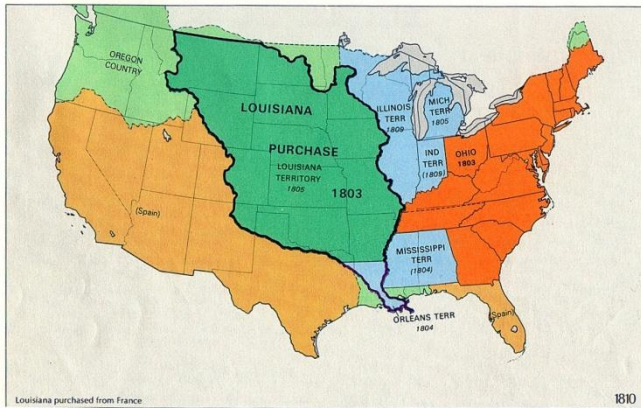 OREGON
COUNTRY
LOUISIANA
PURCHASE
LOUISIANA
TERRITORY
1805
1803
ILLINOIS
TERR
1809
MICH
TERR
1805
IND
TERR
(1809)
OHIO
1803
(Spain)
MISSISSIPPI
TERR
(1804)
ORLEANS TERR
1804
(Spain)
Louisiana purchased from France
1810